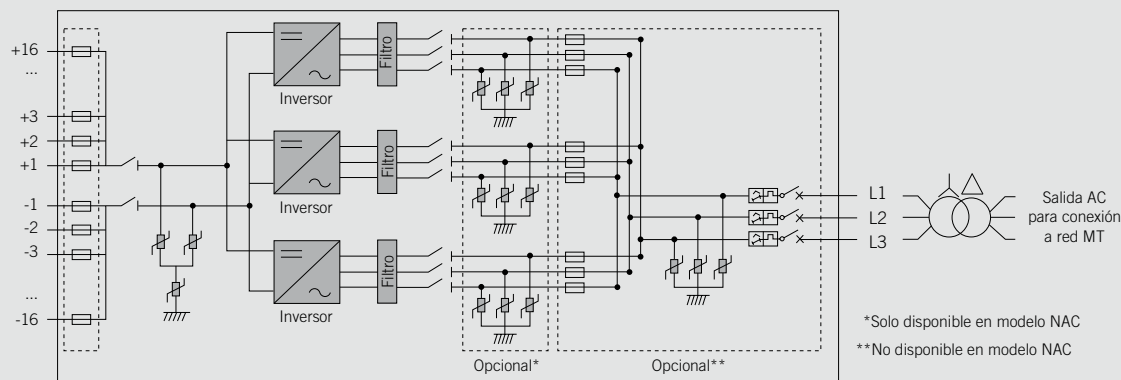 +16
...
+3
+2
+1
-1
-2
-3
...
-16
Inversor
Filtro
Inversor
Filtro
Inversor
Filtro
Opcional*
Opcional**
L1
L2
L3
Salida AC
para conexión
a red MT
*Solo disponible en modelo NAC
**No disponible en modelo NAC